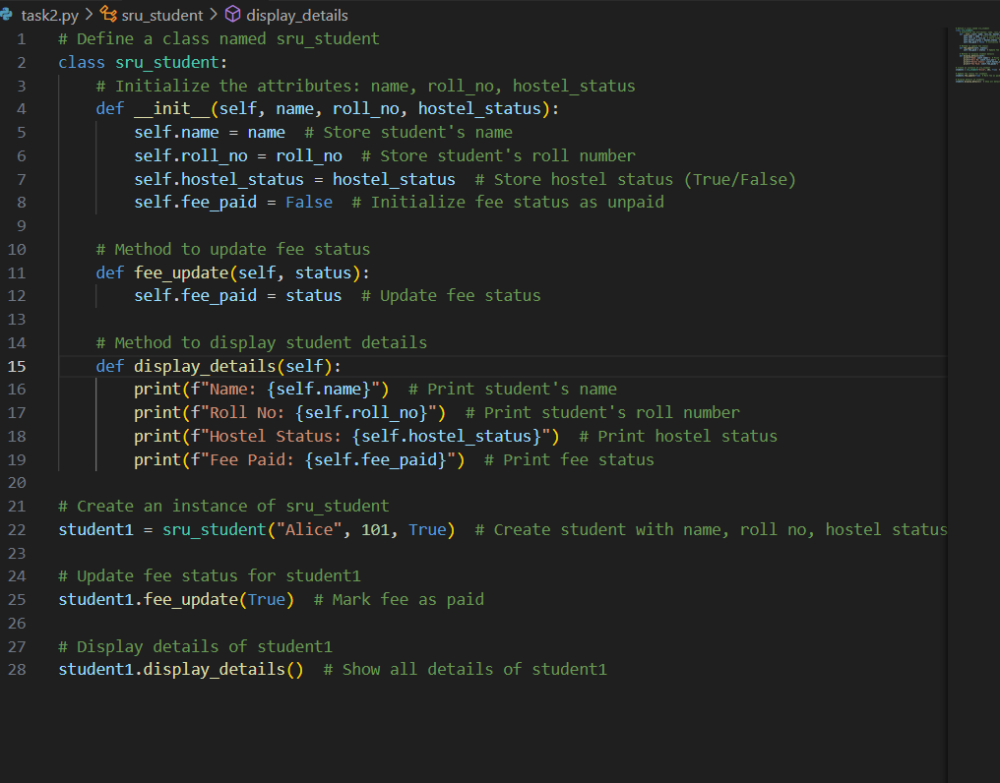 task2.py > sru_student > display_details
1 # Define a class named sru_student
2 class sru_student:
3     # Initialize the attributes: name, roll_no, hostel_status
4     def __init__(self, name, roll_no, hostel_status):
5         self.name = name  # Store student's name
6         self.roll_no = roll_no  # Store student's roll number
7         self.hostel_status = hostel_status  # Store hostel status (True/False)
8         self.fee_paid = False  # Initialize fee status as unpaid
9
10     # Method to update fee status
11     def fee_update(self, status):
12         self.fee_paid = status  # Update fee status
13
14     # Method to display student details
15     def display_details(self):
16         print(f"Name: {self.name}")  # Print student's name
17         print(f"Roll No: {self.roll_no}")  # Print student's roll number
18         print(f"Hostel Status: {self.hostel_status}")  # Print hostel status
19         print(f"Fee Paid: {self.fee_paid}")  # Print fee status
20
21 # Create an instance of sru_student
22 student1 = sru_student("Alice", 101, True)  # Create student with name, roll no, hostel status
23
24 # Update fee status for student1
25 student1.fee_update(True)  # Mark fee as paid
26
27 # Display details of student1
28 student1.display_details()  # Show all details of student1